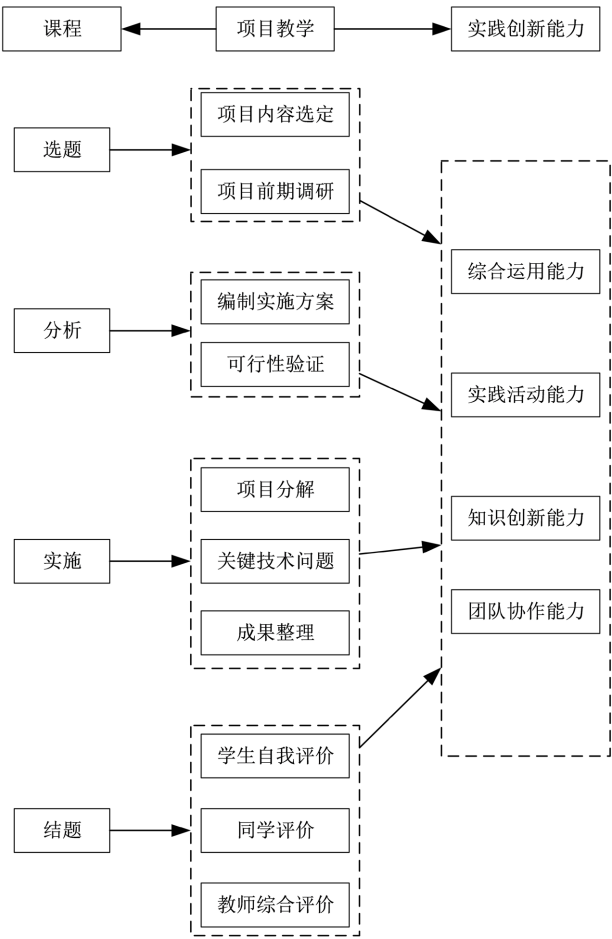 课程
项目教学
实践创新能力
选题
项目内容选定
项目前期调研
分析
编制实施方案
可行性验证
实施
项目分解
关键技术问题
成果整理
结题
学生自我评价
同学评价
教师综合评价
综合运用能力
实践活动能力
知识创新能力
团队协作能力